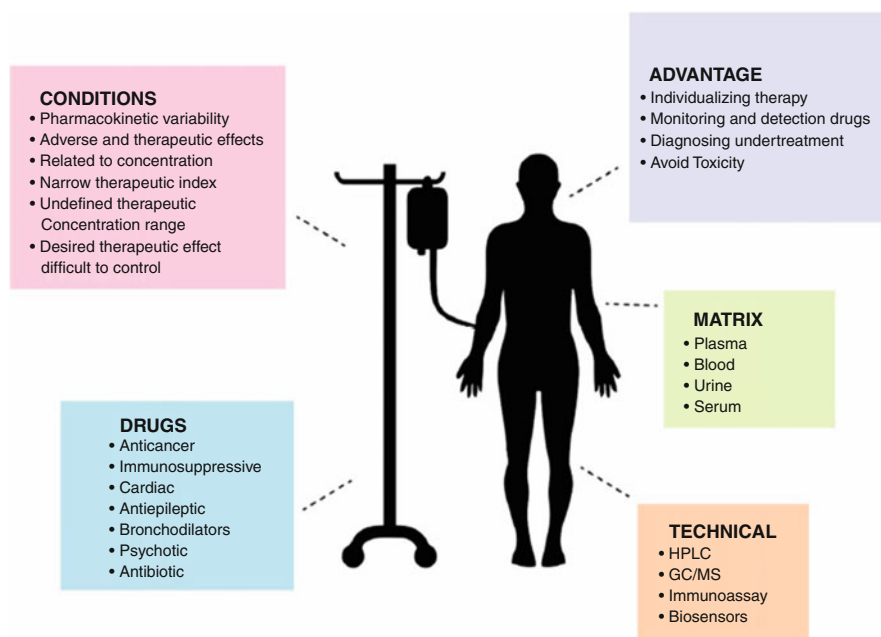 CONDITIONS
• Pharmacokinetic variability
• Adverse and therapeutic effects
• Related to concentration
• Narrow therapeutic index
• Undefined therapeutic
Concentration range
• Desired therapeutic effect
difficult to control
ADVANTAGE
• Individualizing therapy
• Monitoring and detection drugs
• Diagnosing undertreatment
• Avoid Toxicity
MATRIX
• Plasma
• Blood
• Urine
• Serum
DRUGS
• Anticancer
• Immunosuppressive
• Cardiac
• Antiepileptic
• Bronchodilators
• Psychotic
• Antibiotic
TECHNICAL
• HPLC
• GC/MS
• Immunoassay
• Biosensors